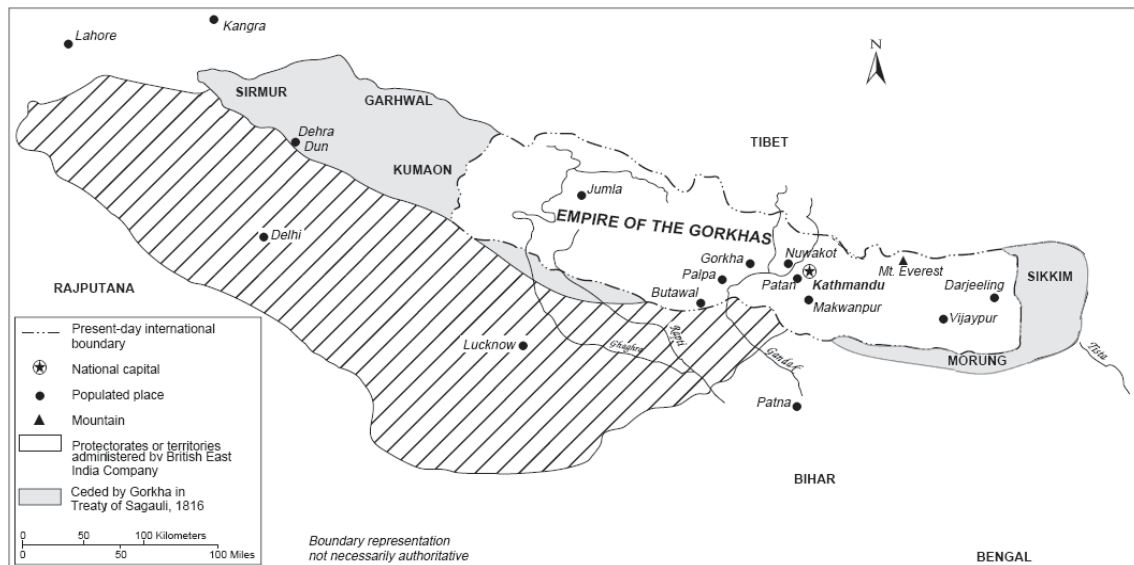 Lahore
Kangra
N
SIRMUR
GARHWAL
Dehra
Dun
KUMAON
TIBET
Jumla
EMPIRE OF THE GORKHAS
Delhi
Gorkha
Nuwakot
Mt. Everest
SIKKIM
Palpa
Patan
Kathmandu
Darjeeling
RAJPUTANA
Butawal
Makwanpur
Vijaypur
Present-day international
boundary
National capital
Populated place
Mountain
Protectorates or territories
administered by British East
India Company
Ceded by Gorkha in
Treaty of Sagauli, 1816
0 50 100 Kilometers
0 50 100 Miles
Lucknow
Ghaghra
Rapti
Gandak
MORUNG
Tista
Patna
BIHAR
Boundary representation
not necessarily authoritative
BENGAL